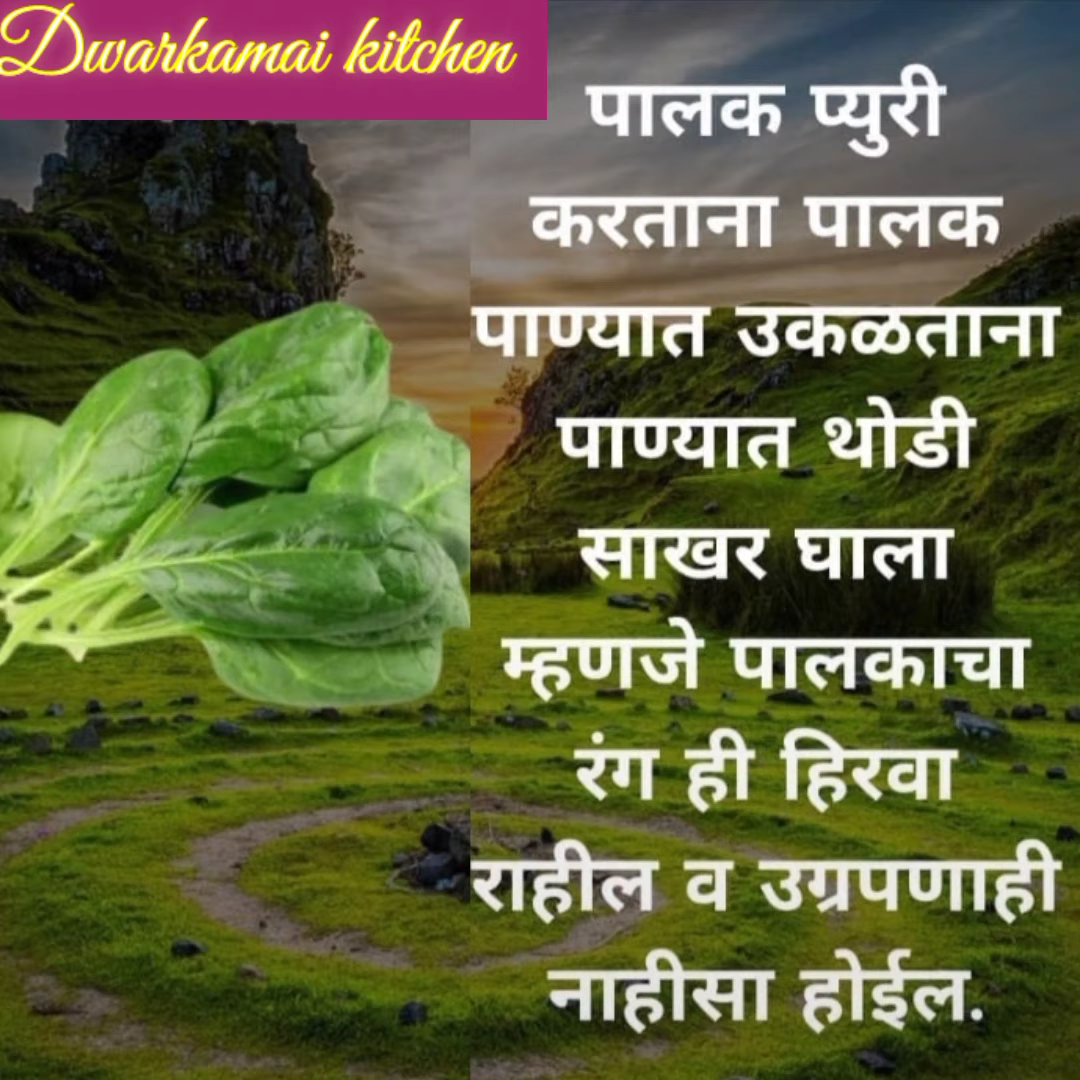 Dwarkamai kitchen
पालक प्युरी
करताना पालक
पाण्यात उकळताना
पाण्यात थोडी
साखर घाला
म्हणजे पालकाचा
रंग ही हिरवा
राहील व उग्रपणाही
नाहीसा होईल.